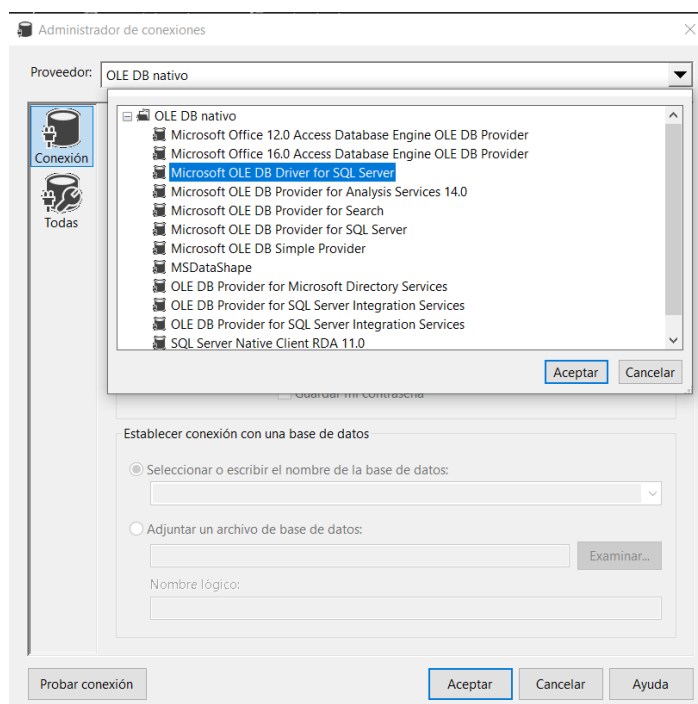 Administrador de conexiones
Proveedor:
OLE DB nativo
OLE DB nativo
Microsoft Office 12.0 Access Database Engine OLE DB Provider
Microsoft Office 16.0 Access Database Engine OLE DB Provider
Microsoft OLE DB Driver for SQL Server
Microsoft OLE DB Provider for Analysis Services 14.0
Microsoft OLE DB Provider for Search
Microsoft OLE DB Provider for SQL Server
Microsoft OLE DB Simple Provider
MSDataShape
OLE DB Provider for Microsoft Directory Services
OLE DB Provider for SQL Server Integration Services
OLE DB Provider for SQL Server Integration Services
SQL Server Native Client RDA 11.0
Conexión
Todas
Aceptar
Cancelar
Guardar mi contraseña
Establecer conexión con una base de datos
Seleccionar o escribir el nombre de la base de datos:
Adjuntar un archivo de base de datos:
Examinar...
Nombre lógico:
Probar conexión
Aceptar
Cancelar
Ayuda